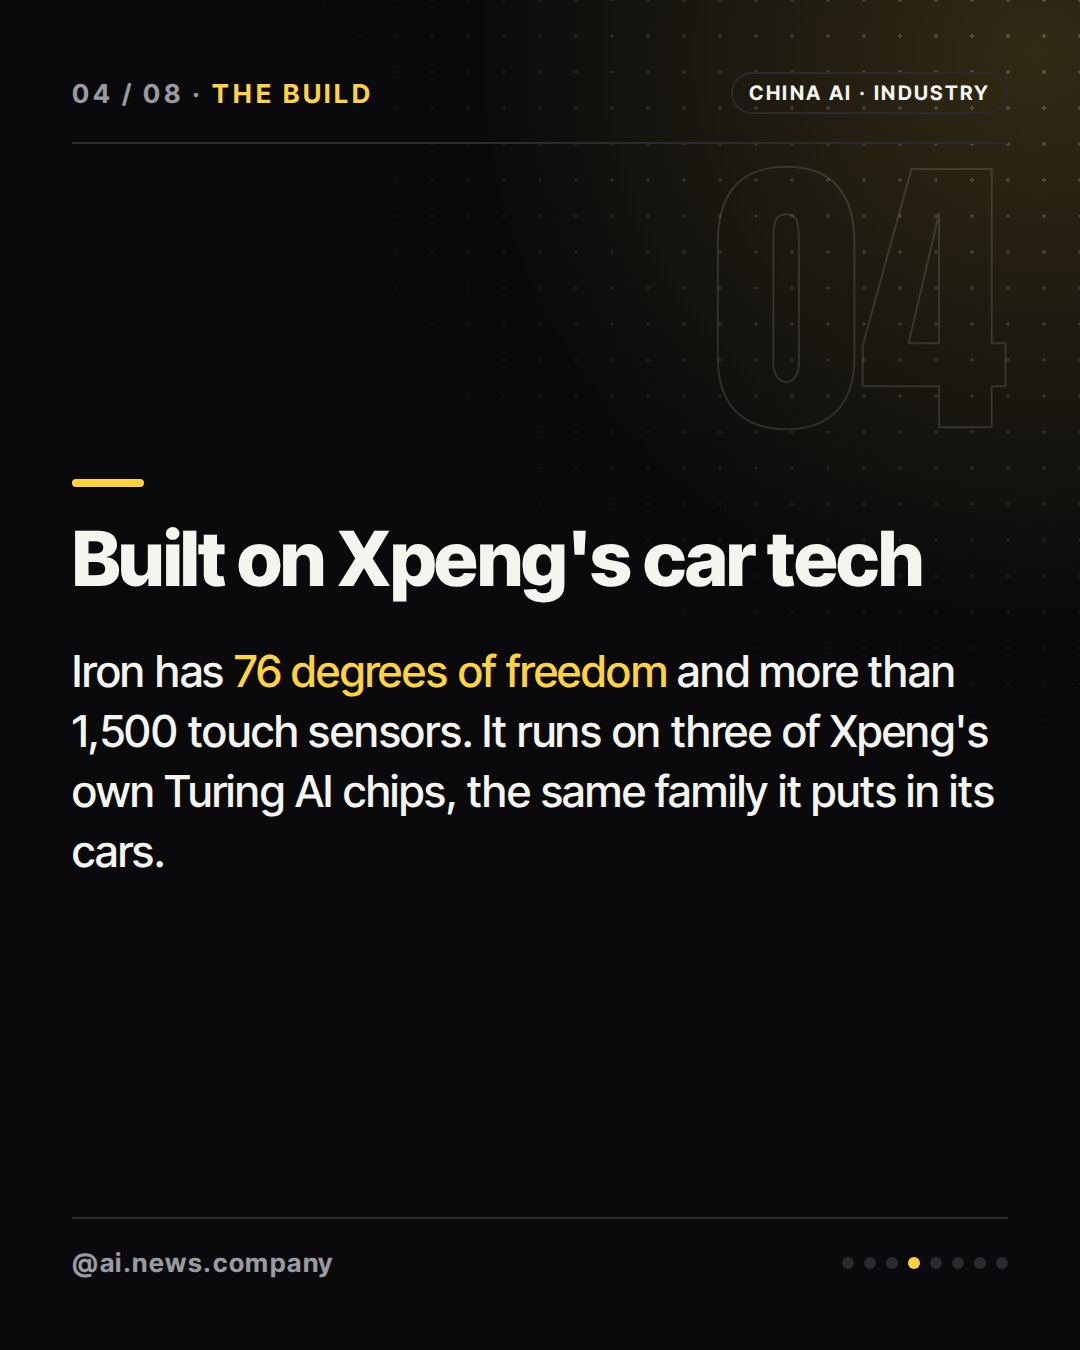 04 / 08 · THE BUILD
CHINA AI · INDUSTRY
04
Built on Xpeng's car tech
Iron has 76 degrees of freedom and more than
1,500 touch sensors. It runs on three of Xpeng's
own Turing AI chips, the same family it puts in its
cars.
@ai.news.company